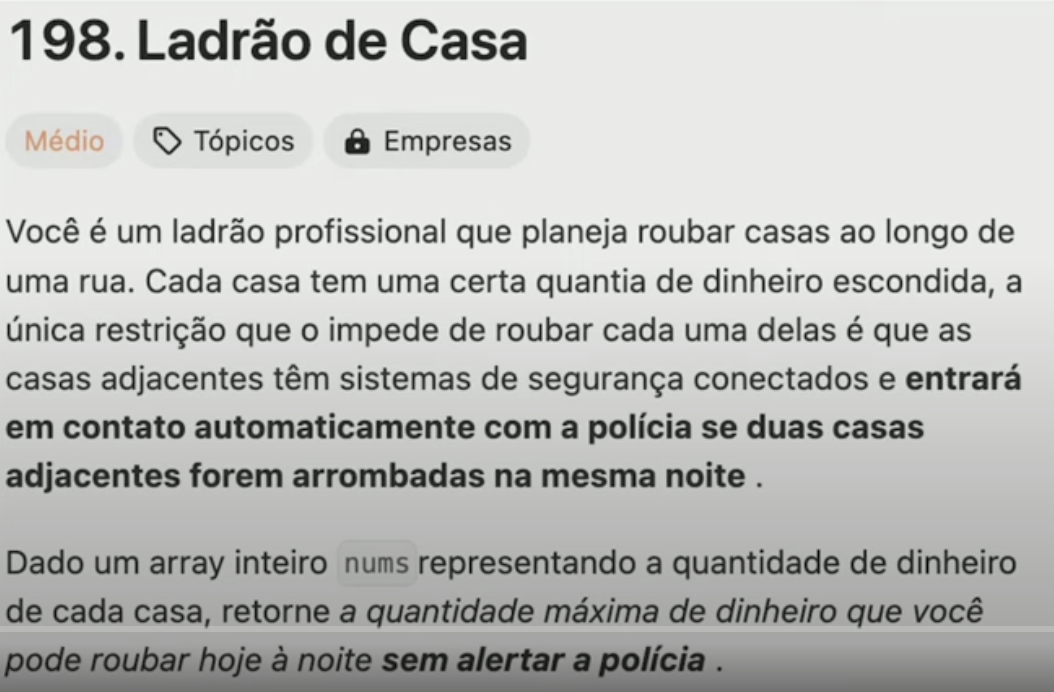 198. Ladrão de Casa
Médio Tópicos Empresas
Você é um ladrão profissional que planeja roubar casas ao longo de
uma rua. Cada casa tem uma certa quantia de dinheiro escondida, a
única restrição que o impede de roubar cada uma delas é que as
casas adjacentes têm sistemas de segurança conectados e entrará
em contato automaticamente com a polícia se duas casas
adjacentes forem arrombadas na mesma noite .
Dado um array inteiro nums representando a quantidade de dinheiro
de cada casa, retorne a quantidade máxima de dinheiro que você
pode roubar hoje à noite sem alertar a polícia .